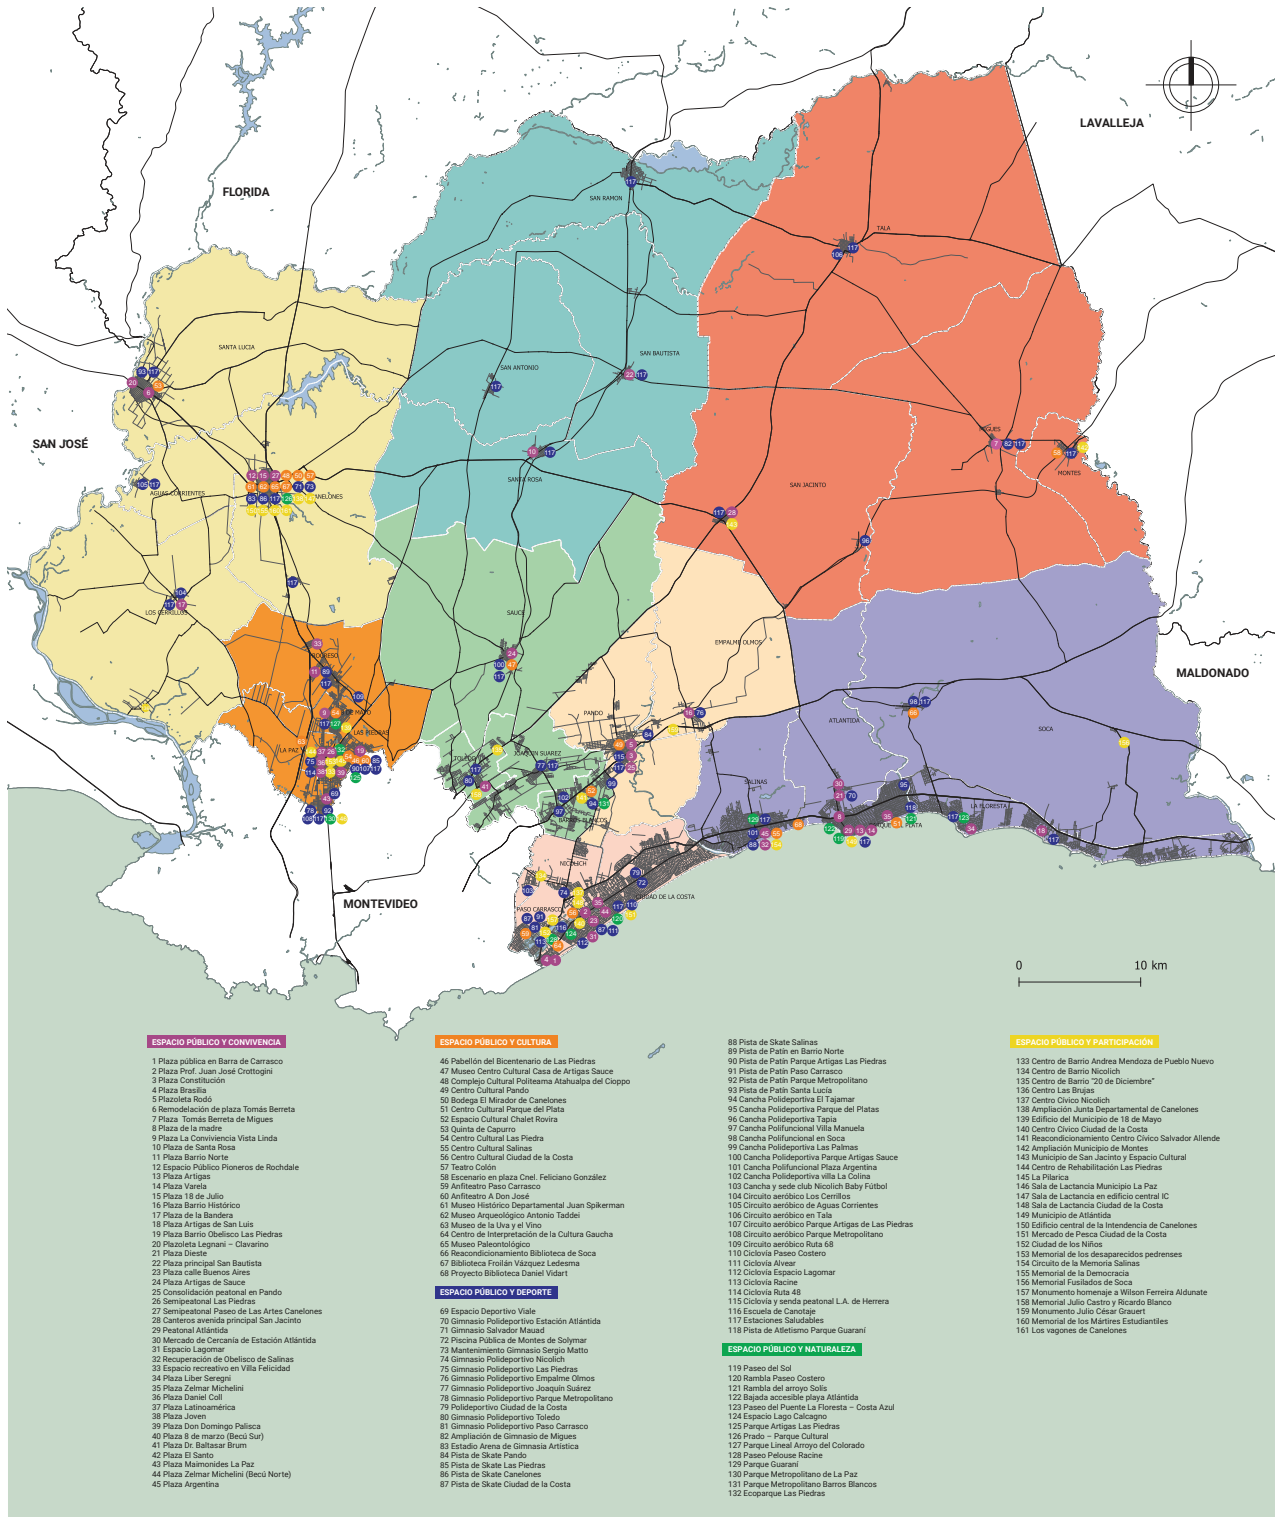 LAVALLEJA
FLORIDA
SAN RAMON
TALA
SANTA LUCIA
SAN BAUTISTA
SAN ANTONIO
SAN JOSÉ
MIGUES
MONTES
SANTA ROSA
SAN JACINTO
AGUAS CORRIENTES
CANELONES
LOS CERRILLOS
SAUCE
EMPALME OLMOS
PROGRESO
MALDONADO
PANDO
ATLANTIDA
SOCA
LAS PIEDRAS
LA PAZ
JOAQUIN SUAREZ
TOLEDO
SALINAS
LA FLORESTA
PARQUE DEL PLATA
BARROS BLANCOS
NICOLICH
CIUDAD DE LA COSTA
MONTEVIDEO
PASO CARRASCO
0 10 km
ESPACIO PÚBLICO Y CONVIVENCIA
1 Plaza pública en Barra de Carrasco
2 Plaza Prof. Juan José Crottogini
3 Plaza Constitución
4 Plaza Brasilia
5 Plazoleta Rodó
6 Remodelación de plaza Tomás Berreta
7 Plaza Tomás Berreta de Migues
8 Plaza de la madre
9 Plaza La Conviviencia Vista Linda
10 Plaza de Santa Rosa
11 Plaza Barrio Norte
12 Espacio Público Pioneros de Rochdale
13 Plaza Artigas
14 Plaza Varela
15 Plaza 18 de Julio
16 Plaza Barrio Histórico
17 Plaza de la Bandera
18 Plaza Artigas de San Luis
19 Plaza Barrio Obelisco Las Piedras
20 Plazoleta Legnani – Clavarino
21 Plaza Dieste
22 Plaza principal San Bautista
23 Plaza calle Buenos Aires
24 Plaza Artigas de Sauce
25 Consolidación peatonal en Pando
26 Semipeatonal Las Piedras
27 Semipeatonal Paseo de Las Artes Canelones
28 Canteros avenida principal San Jacinto
29 Peatonal Atlántida
30 Mercado de Cercanía de Estación Atlántida
31 Espacio Lagomar
32 Recuperación de Obelisco de Salinas
33 Espacio recreativo en Villa Felicidad
34 Plaza Liber Seregni
35 Plaza Zelmar Michelini
36 Plaza Daniel Coll
37 Plaza Latinoamérica
38 Plaza Joven
39 Plaza Don Domingo Palisca
40 Plaza 8 de marzo (Becú Sur)
41 Plaza Dr. Baltasar Brum
42 Plaza El Santo
43 Plaza Maimonides La Paz
44 Plaza Zelmar Michelini (Becú Norte)
45 Plaza Argentina
ESPACIO PÚBLICO Y CULTURA
46 Pabellón del Bicentenario de Las Piedras
47 Museo Centro Cultural Casa de Artigas Sauce
48 Complejo Cultural Politeama Atahualpa del Cioppo
49 Centro Cultural Pando
50 Bodega El Mirador de Canelones
51 Centro Cultural Parque del Plata
52 Espacio Cultural Chalet Rovira
53 Quinta de Capurro
54 Centro Cultural Las Piedra
55 Centro Cultural Salinas
56 Centro Cultural Ciudad de la Costa
57 Teatro Colón
58 Escenario en plaza Cnel. Feliciano González
59 Anfiteatro Paso Carrasco
60 Anfiteatro A Don José
61 Museo Histórico Departamental Juan Spikerman
62 Museo Arqueológico Antonio Taddei
63 Museo de la Uva y el Vino
64 Centro de Interpretación de la Cultura Gaucha
65 Museo Paleontológico
66 Reacondicionamiento Biblioteca de Soca
67 Biblioteca Froilán Vázquez Ledesma
68 Proyecto Biblioteca Daniel Vidart
ESPACIO PÚBLICO Y DEPORTE
69 Espacio Deportivo Viale
70 Gimnasio Polideportivo Estación Atlántida
71 Gimnasio Salvador Mauad
72 Piscina Pública de Montes de Solymar
73 Mantenimiento Gimnasio Sergio Matto
74 Gimnasio Polideportivo Nicolich
75 Gimnasio Polideportivo Las Piedras
76 Gimnasio Polideportivo Empalme Olmos
77 Gimnasio Polideportivo Joaquín Suárez
78 Gimnasio Polideportivo Parque Metropolitano
79 Polideportivo Ciudad de la Costa
80 Gimnasio Polideportivo Toledo
81 Gimnasio Polideportivo Paso Carrasco
82 Ampliación de Gimnasio de Migues
83 Estadio Arena de Gimnasia Artística
84 Pista de Skate Pando
85 Pista de Skate Las Piedras
86 Pista de Skate Canelones
87 Pista de Skate Ciudad de la Costa
88 Pista de Skate Salinas
89 Pista de Patín en Barrio Norte
90 Pista de Patín Parque Artigas Las Piedras
91 Pista de Patín Paso Carrasco
92 Pista de Patín Parque Metropolitano
93 Pista de Patín Santa Lucía
94 Cancha Polideportiva El Tajamar
95 Cancha Polideportiva Parque del Platas
96 Cancha Polideportiva Tapia
97 Cancha Polifuncional Villa Manuela
98 Cancha Polifuncional en Soca
99 Cancha Polideportiva Las Palmas
100 Cancha Polideportiva Parque Artigas Sauce
101 Cancha Polifuncional Plaza Argentina
102 Cancha Polideportiva villa La Colina
103 Cancha y sede club Nicolich Baby Fútbol
104 Circuito aeróbico Los Cerrillos
105 Circuito aeróbico de Aguas Corrientes
106 Circuito aeróbico en Tala
107 Circuito aeróbico Parque Artigas de Las Piedras
108 Circuito aeróbico Parque Metropolitano
109 Circuito aeróbico Ruta 68
110 Ciclovía Paseo Costero
111 Ciclovía Alvear
112 Ciclovía Espacio Lagomar
113 Ciclovía Racine
114 Ciclovía Ruta 48
115 Ciclovía y senda peatonal L.A. de Herrera
116 Escuela de Canotaje
117 Estaciones Saludables
118 Pista de Atletismo Parque Guaraní
ESPACIO PÚBLICO Y NATURALEZA
119 Paseo del Sol
120 Rambla Paseo Costero
121 Rambla del arroyo Solís
122 Bajada accesible playa Atlántida
123 Paseo del Puente La Floresta – Costa Azul
124 Espacio Lago Calcagno
125 Parque Artigas Las Piedras
126 Prado – Parque Cultural
127 Parque Lineal Arroyo del Colorado
128 Paseo Pelouse Racine
129 Parque Guaraní
130 Parque Metropolitano de La Paz
131 Parque Metropolitano Barros Blancos
132 Ecoparque Las Piedras
ESPACIO PÚBLICO Y PARTICIPACIÓN
133 Centro de Barrio Andrea Mendoza de Pueblo Nuevo
134 Centro de Barrio Nicolich
135 Centro de Barrio "20 de Diciembre"
136 Centro Las Brujas
137 Centro Cívico Nicolich
138 Ampliación Junta Departamental de Canelones
139 Edificio del Municipio de 18 de Mayo
140 Centro Cívico Ciudad de la Costa
141 Reacondicionamiento Centro Cívico Salvador Allende
142 Ampliación Municipio de Montes
143 Municipio de San Jacinto y Espacio Cultural
144 Centro de Rehabilitación Las Piedras
145 La Pilarica
146 Sala de Lactancia Municipio La Paz
147 Sala de Lactancia en edificio central IC
148 Sala de Lactancia Ciudad de la Costa
149 Municipio de Atlántida
150 Edificio central de la Intendencia de Canelones
151 Mercado de Pesca Ciudad de la Costa
152 Ciudad de los Niños
153 Memorial de los desaparecidos pedrenses
154 Circuito de la Memoria Salinas
155 Memorial de la Democracia
156 Memorial Fusilados de Soca
157 Monumento homenaje a Wilson Ferreira Aldunate
158 Memorial Julio Castro y Ricardo Blanco
159 Monumento Julio César Grauert
160 Memorial de los Mártires Estudiantiles
161 Los vagones de Canelones